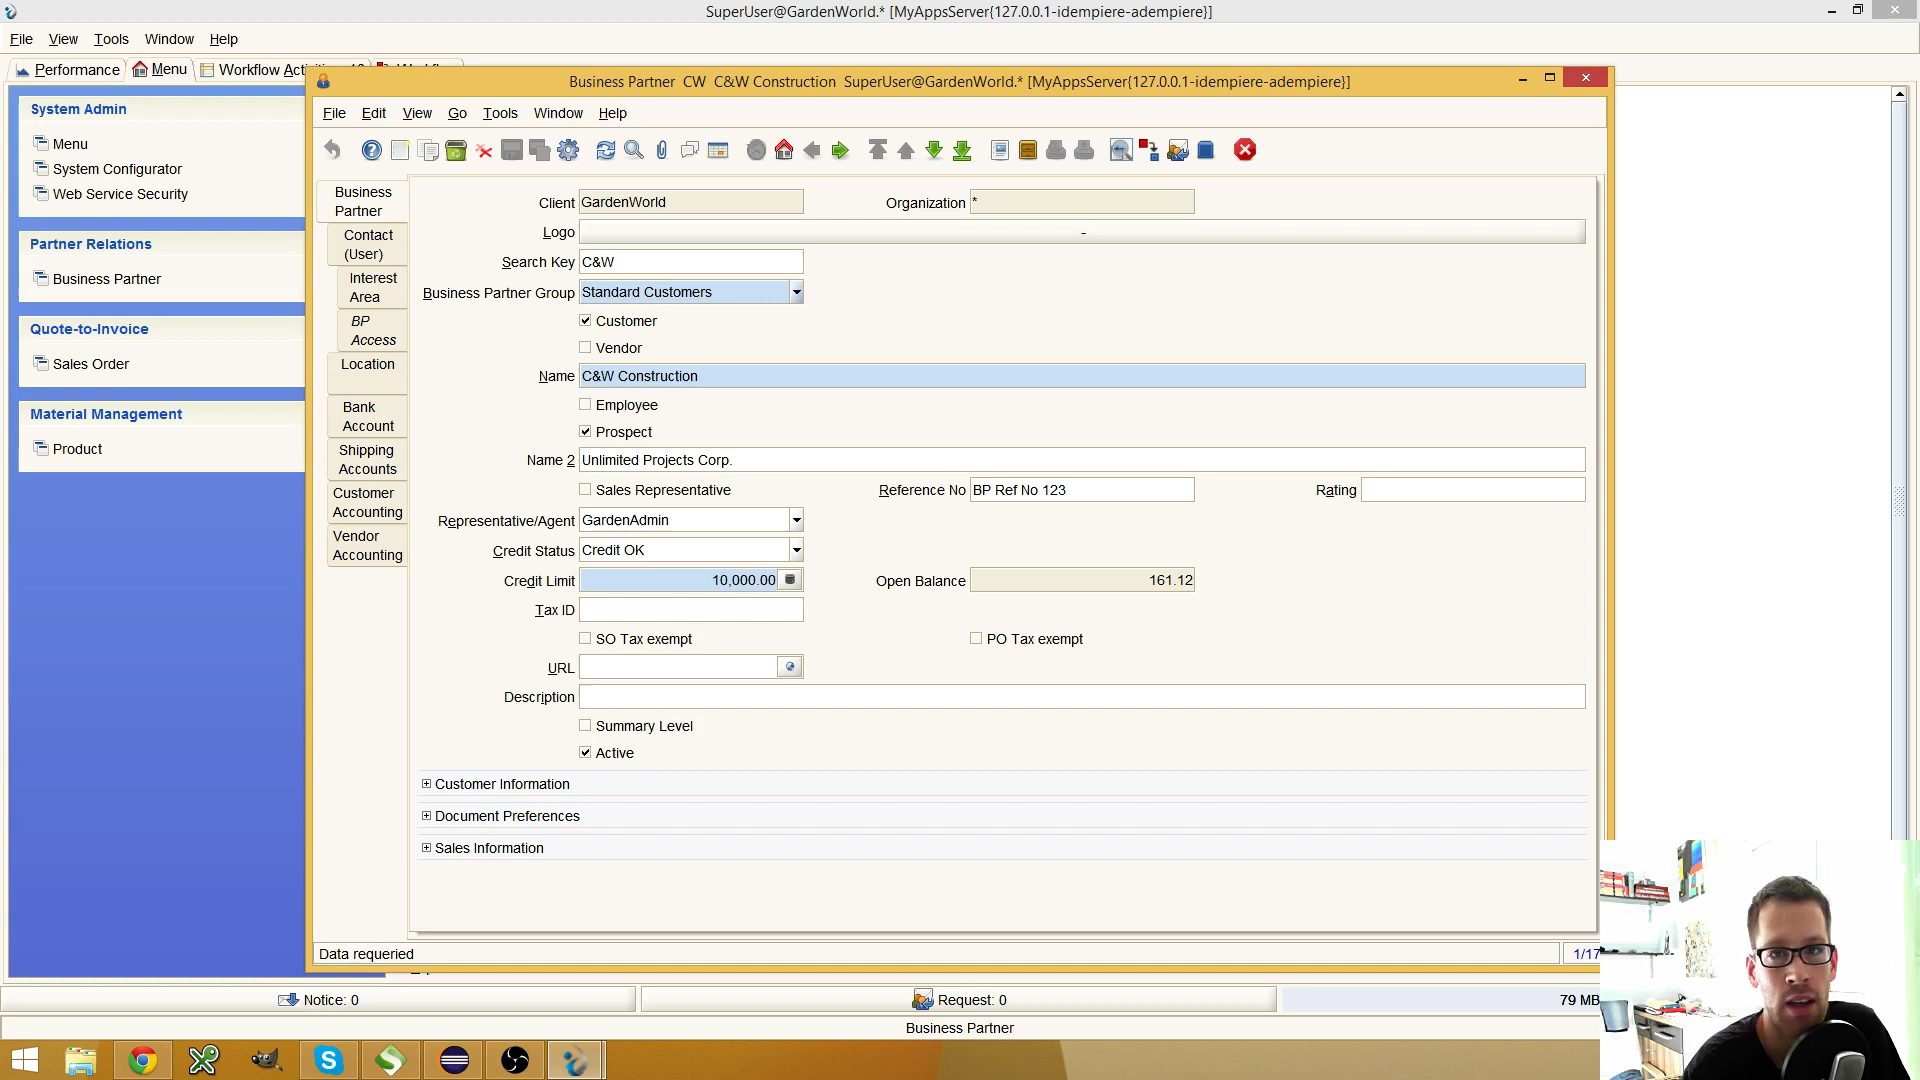 SuperUser@GardenWorld.* [MyAppsServer{127.0.0.1-idempiere-adempiere}]
File View Tools Window Help
Performance Menu Workflow
Business Partner CW C&W Construction SuperUser@GardenWorld.* [MyAppsServer{127.0.0.1-idempiere-adempiere}]
File Edit View Go Tools Window Help
System Admin
Menu
System Configurator
Web Service Security
Partner Relations
Business Partner
Quote-to-Invoice
Sales Order
Material Management
Product
Business
Partner
Contact
(User)
Interest
Area
BP
Access
Location
Bank
Account
Shipping
Accounts
Customer
Accounting
Vendor
Accounting
Client GardenWorld Organization *
Logo -
Search Key C&W
Business Partner Group Standard Customers
Customer
Vendor
Name C&W Construction
Employee
Prospect
Name 2 Unlimited Projects Corp.
Sales Representative Reference No BP Ref No 123 Rating
Representative/Agent GardenAdmin
Credit Status Credit OK
Credit Limit 10,000.00 Open Balance 161.12
Tax ID
SO Tax exempt PO Tax exempt
URL
Description
Summary Level
Active
Customer Information
Document Preferences
Sales Information
Data requeried 1/17
Notice: 0 Request: 0 79 MB
Business Partner